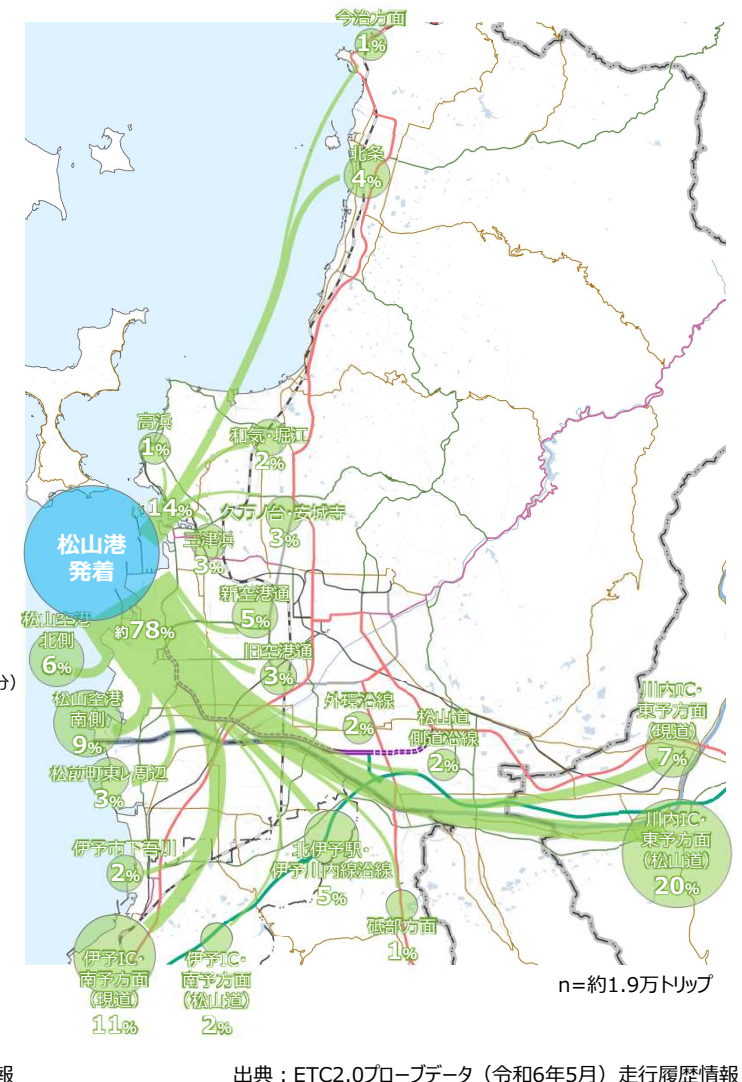 今治方面
1%
北条
4%
高浜
1%
和気・堀江
2%
14%
久万ノ台・安城寺
3%
三津浜
3%
松山港
発着
新空港通
5%
約78%
松山空港
北側
6%
旧空港通
3%
分）
松山空港
南側
9%
外環沿線
2%
松山道
側道沿線
2%
川内IC・
東予方面
（現道）
7%
松前町東レ周辺
3%
川内IC・
東予方面
（松山道）
20%
伊予市下吾川
2%
北伊予駅・
伊予川内線沿線
5%
砥部方面
1%
伊予IC・
南予方面
（現道）
11%
伊予IC・
南予方面
（松山道）
2%
n=約1.9万トリップ
報
出典：ETC2.0プローブデータ（令和6年5月）走行履歴情報